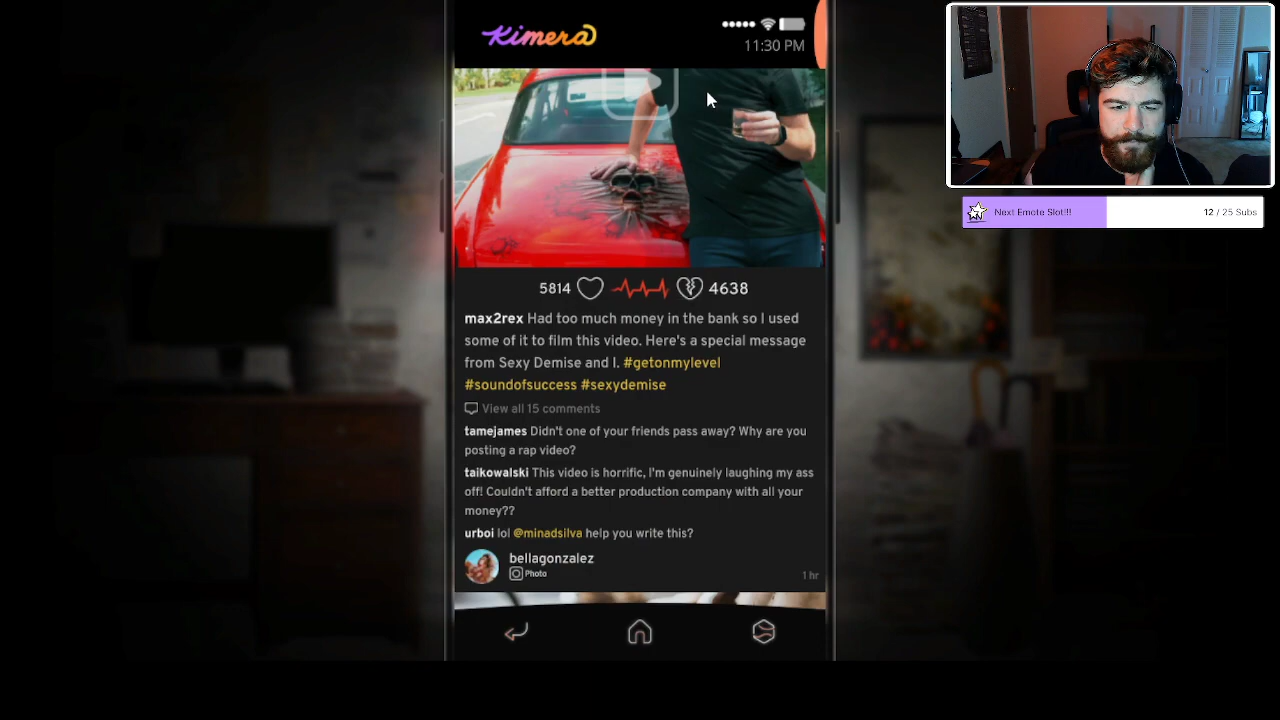 Kimera
11:30 PM
5814 4638
max2rex Had too much money in the bank so I used
some of it to film this video. Here's a special message
from Sexy Demise and I. #getonmylevel
#soundofsuccess #sexydemise
View all 15 comments
tamejames Didn't one of your friends pass away? Why are you
posting a rap video?
taikowalski This video is horrific, I'm genuinely laughing my ass
off! Couldn't afford a better production company with all your
money??
urboi lol @minadsilva help you write this?
bellagonzalez
Photo
1 hr
Next Emote Slot!!!
12 / 25 Subs